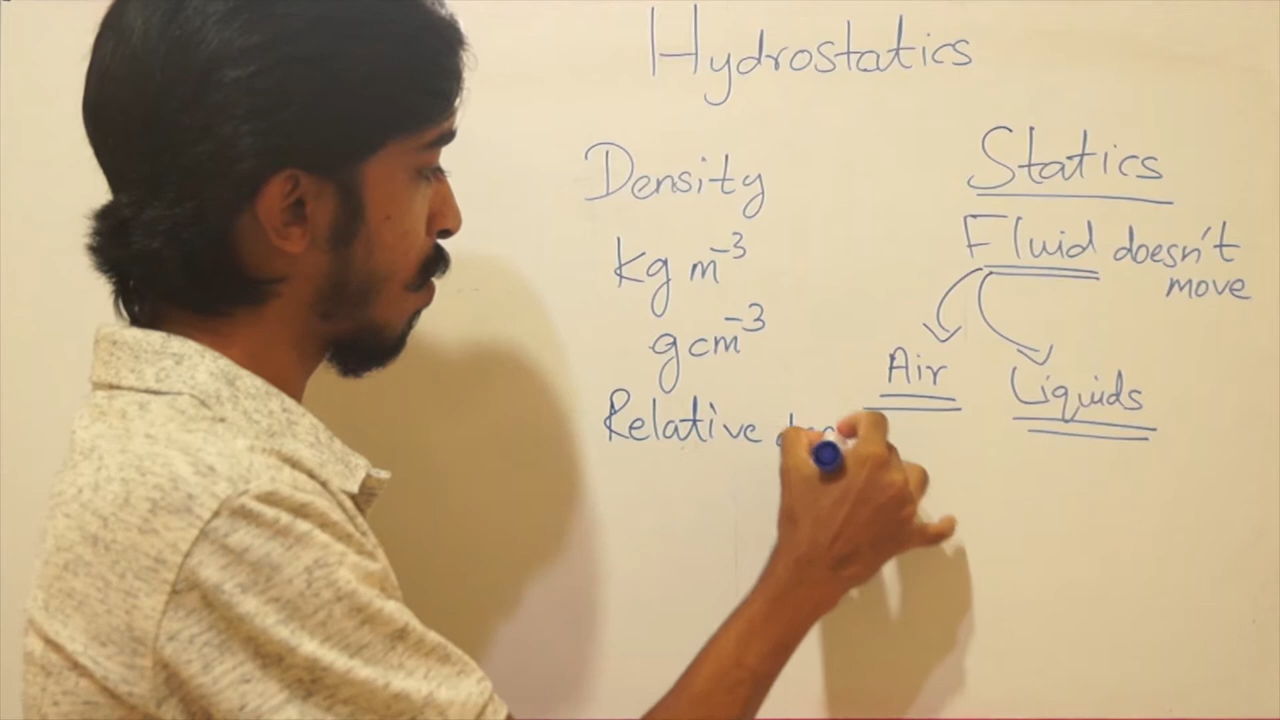 Hydrostatics
Density
kg m⁻³
g cm⁻³
Relative
Statics
Fluid doesn't
move
Air
Liquids